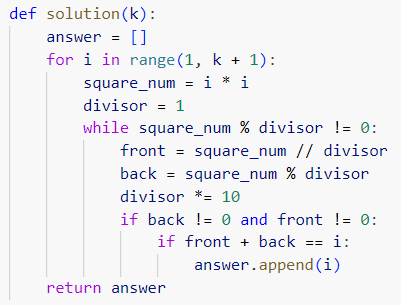 def solution(k):
    answer = []
    for i in range(1, k + 1):
        square_num = i * i
        divisor = 1
        while square_num % divisor != 0:
            front = square_num // divisor
            back = square_num % divisor
            divisor *= 10
            if back != 0 and front != 0:
                if front + back == i:
                    answer.append(i)
    return answer